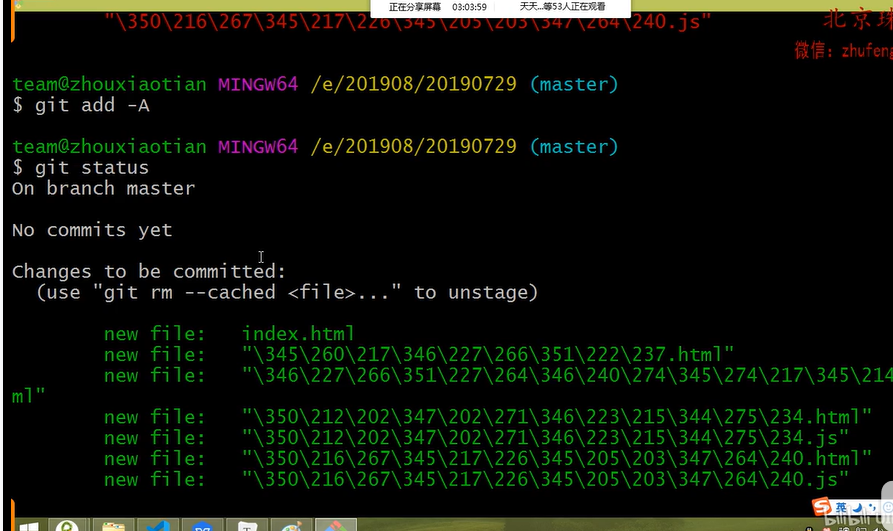 正在分享屏幕 03:03:59 天天...等53人正在观看
"\350\216\267\345\217\226\345\205\203\347\264\240.js"
北京珠
微信：zhufeng
team@zhouxiaotian MINGW64 /e/201908/20190729 (master)
$ git add -A
team@zhouxiaotian MINGW64 /e/201908/20190729 (master)
$ git status
On branch master
No commits yet
Changes to be committed:
(use "git rm --cached <file>..." to unstage)
new file: index.html
new file: "\345\260\217\346\227\266\351\222\237.html"
new file: "\346\227\266\351\227\264\346\240\274\345\274\217\345\214
ml"
new file: "\350\212\202\347\202\271\346\223\215\344\275\234.html"
new file: "\350\212\202\347\202\271\346\223\215\344\275\234.js"
new file: "\350\216\267\345\217\226\345\205\203\347\264\240.html"
new file: "\350\216\267\345\217\226\345\205\203\347\264\240.js"
英